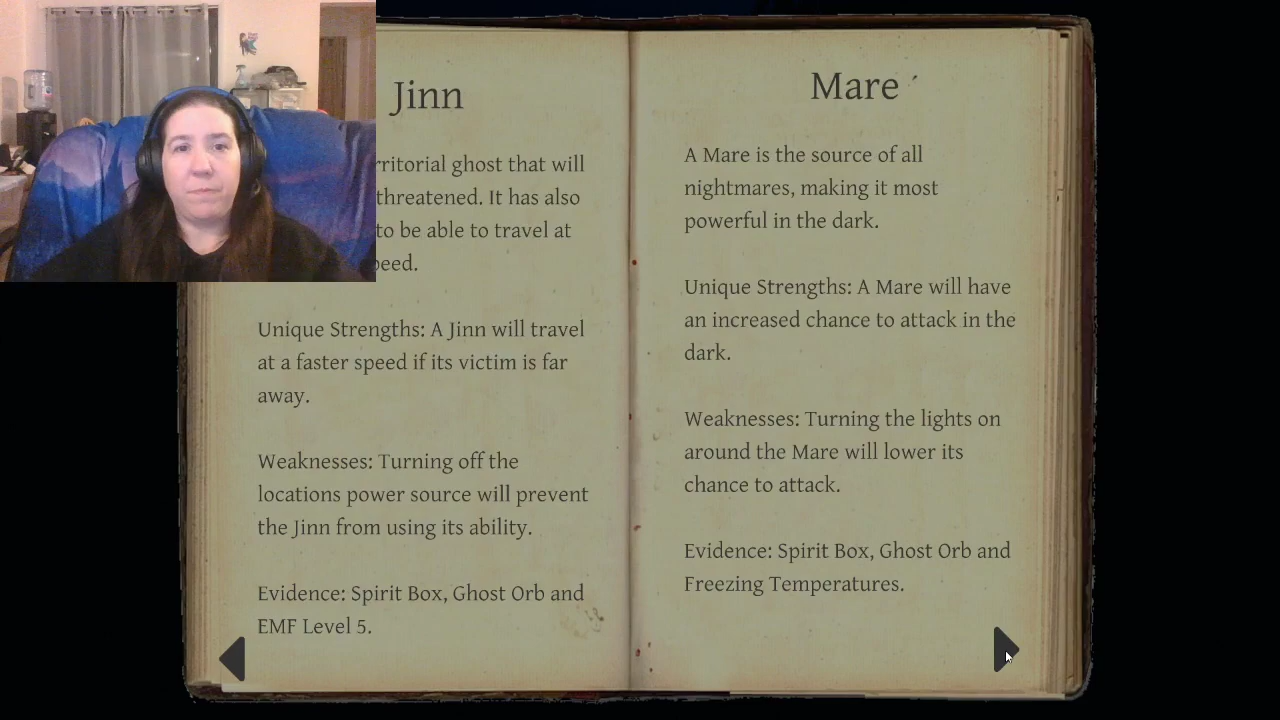 Jinn
rritorial ghost that will
threatened. It has also
to be able to travel at
peed.
Unique Strengths: A Jinn will travel
at a faster speed if its victim is far
away.
Weaknesses: Turning off the
locations power source will prevent
the Jinn from using its ability.
Evidence: Spirit Box, Ghost Orb and
EMF Level 5.
Mare
A Mare is the source of all
nightmares, making it most
powerful in the dark.
Unique Strengths: A Mare will have
an increased chance to attack in the
dark.
Weaknesses: Turning the lights on
around the Mare will lower its
chance to attack.
Evidence: Spirit Box, Ghost Orb and
Freezing Temperatures.